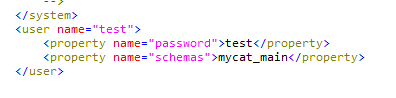 -->
</system>
<user name="test">
<property name="password">test</property>
<property name="schemas">mycat_main</property>
</user>